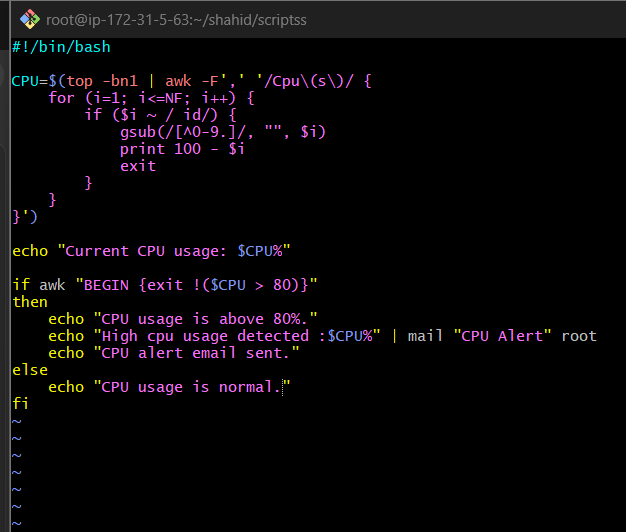 root@ip-172-31-5-63:~/shahid/scriptss
#!/bin/bash

CPU=$(top -bn1 | awk -F',' '/Cpu\(s\)/ {
    for (i=1; i<=NF; i++) {
        if ($i ~ / id/) {
            gsub(/[^0-9.]/, "", $i)
            print 100 - $i
            exit
        }
    }
}')

echo "Current CPU usage: $CPU%"

if awk "BEGIN {exit !($CPU > 80)}"
then
    echo "CPU usage is above 80%."
    echo "High cpu usage detected :$CPU%" | mail "CPU Alert" root
    echo "CPU alert email sent."
else
    echo "CPU usage is normal."
fi
~
~
~
~
~
~
~